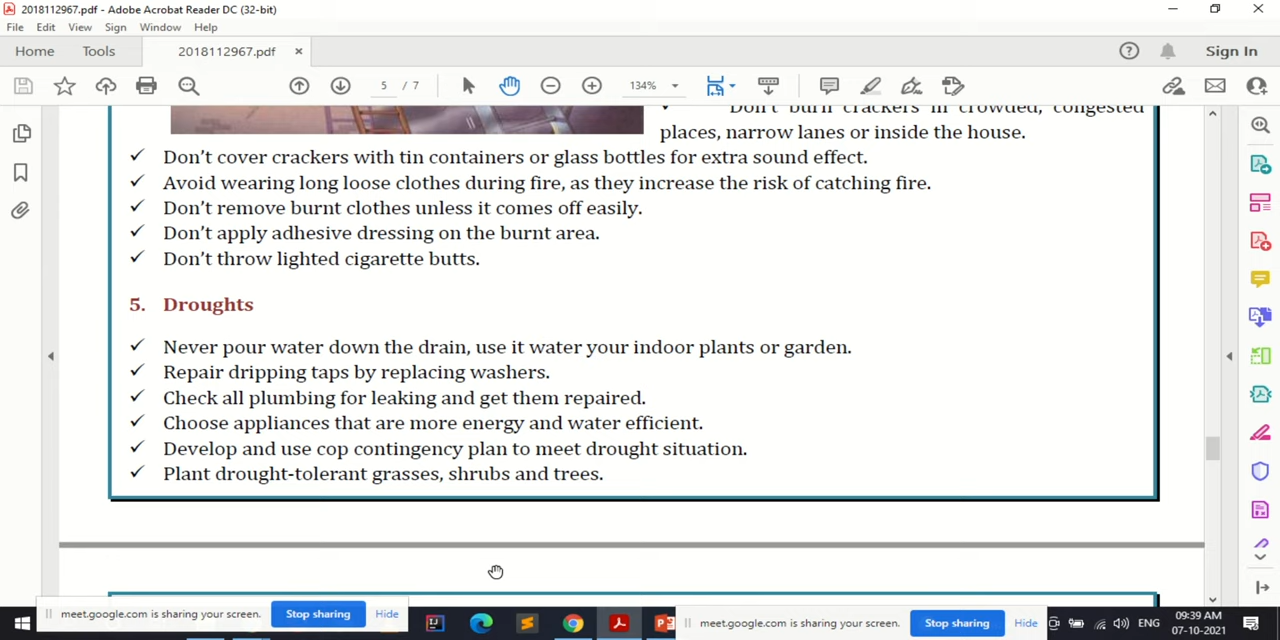 2018112967.pdf - Adobe Acrobat Reader DC (32-bit)
File Edit View Sign Window Help
Home Tools 2018112967.pdf × Sign In
5 / 7 134%
Don't burn crackers in crowded, congested
places, narrow lanes or inside the house.
✓ Don't cover crackers with tin containers or glass bottles for extra sound effect.
✓ Avoid wearing long loose clothes during fire, as they increase the risk of catching fire.
✓ Don't remove burnt clothes unless it comes off easily.
✓ Don't apply adhesive dressing on the burnt area.
✓ Don't throw lighted cigarette butts.
5. Droughts
✓ Never pour water down the drain, use it water your indoor plants or garden.
✓ Repair dripping taps by replacing washers.
✓ Check all plumbing for leaking and get them repaired.
✓ Choose appliances that are more energy and water efficient.
✓ Develop and use cop contingency plan to meet drought situation.
✓ Plant drought-tolerant grasses, shrubs and trees.
meet.google.com is sharing your screen. Stop sharing Hide
meet.google.com is sharing your screen. Stop sharing Hide
ENG
09:39 AM
07-10-2021